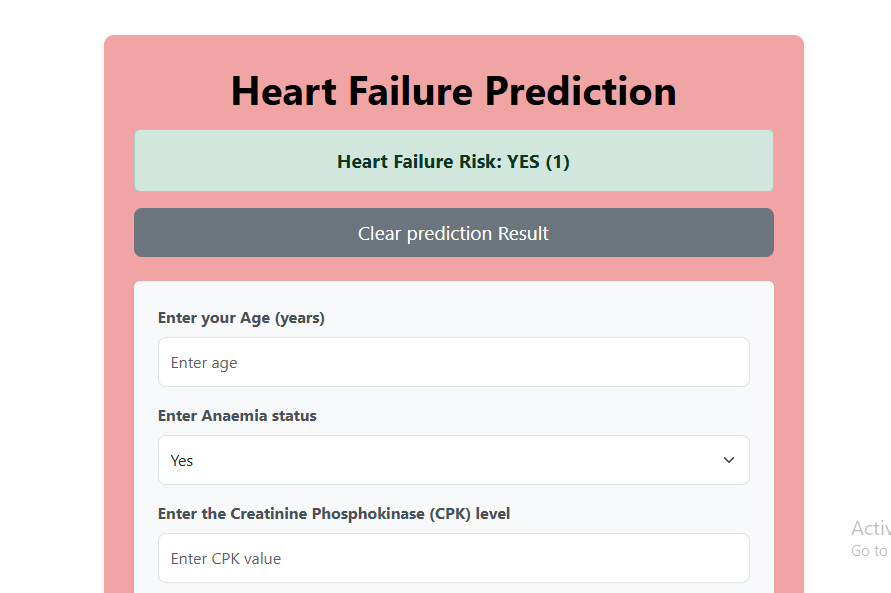 Heart Failure Prediction
Heart Failure Risk: YES (1)
Clear prediction Result
Enter your Age (years)
Enter age
Enter Anaemia status
Yes
Enter the Creatinine Phosphokinase (CPK) level
Enter CPK value
Go to